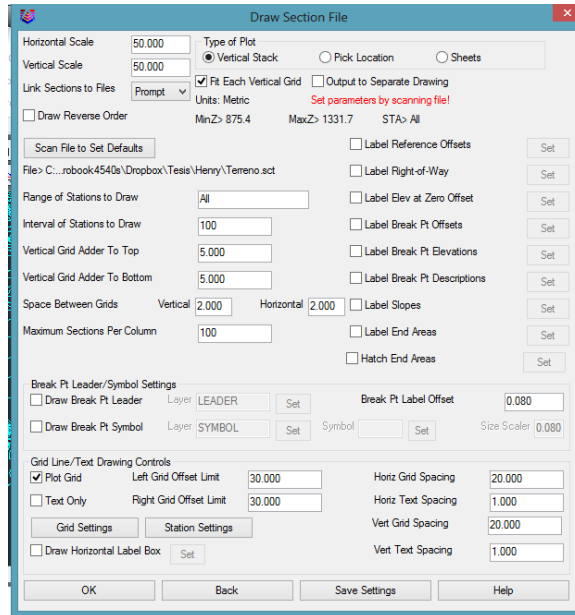 Draw Section File
Horizontal Scale 50.000 Type of Plot
Vertical Stack Pick Location Sheets
Vertical Scale 50.000
Link Sections to Files Prompt Fit Each Vertical Grid Output to Separate Drawing
Units: Metric Set parameters by scanning file!
Draw Reverse Order MinZ> 875.4 MaxZ> 1331.7 STA> All
Scan File to Set Defaults Label Reference Offsets Set
File> C:...robook4540s\Dropbox\Tesis\Henry\Terreno.sct Label Right-of-Way Set
Range of Stations to Draw All Label Elev at Zero Offset Set
Interval of Stations to Draw 100 Label Break Pt Offsets Set
Vertical Grid Adder To Top 5.000 Label Break Pt Elevations Set
Vertical Grid Adder To Bottom 5.000 Label Break Pt Descriptions Set
Space Between Grids Vertical 2.000 Horizontal 2.000 Label Slopes Set
Maximum Sections Per Column 100 Label End Areas Set
Hatch End Areas Set
Break Pt Leader/Symbol Settings
Draw Break Pt Leader Layer LEADER Set Break Pt Label Offset 0.080
Draw Break Pt Symbol Layer SYMBOL Set Symbol Set Size Scaler 0.080
Grid Line/Text Drawing Controls
Plot Grid Left Grid Offset Limit 30.000 Horiz Grid Spacing 20.000
Text Only Right Grid Offset Limit 30.000 Horiz Text Spacing 1.000
Grid Settings Station Settings Vert Grid Spacing 20.000
Draw Horizontal Label Box Set Vert Text Spacing 1.000
OK Back Save Settings Help